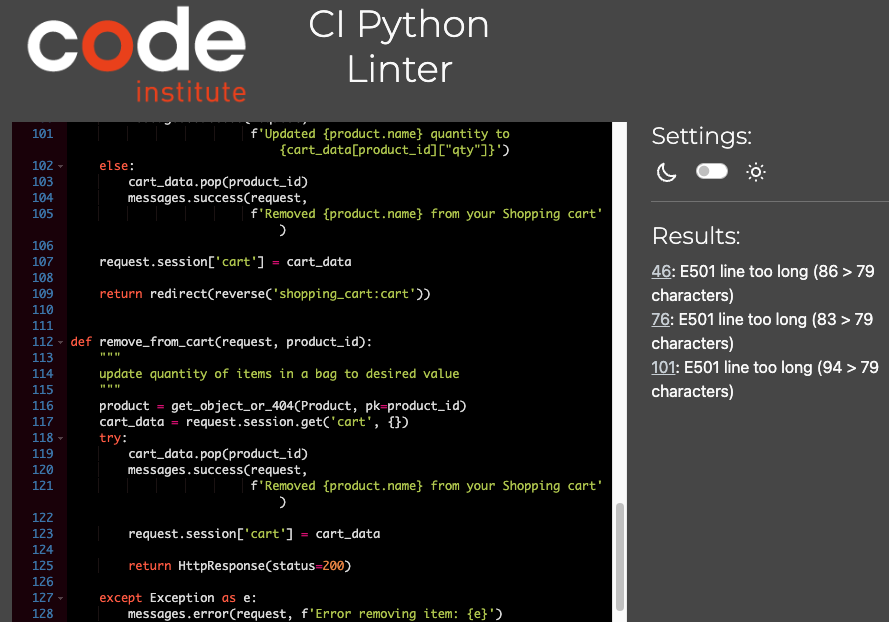 code
institute
CI Python
Linter
101 f'Updated {product.name} quantity to
{cart_data[product_id]["qty"]}')
102 else:
103 cart_data.pop(product_id)
104 messages.success(request,
105 f'Removed {product.name} from your Shopping cart'
)
106
107 request.session['cart'] = cart_data
108
109 return redirect(reverse('shopping_cart:cart'))
110
111
112 def remove_from_cart(request, product_id):
113 """
114 update quantity of items in a bag to desired value
115 """
116 product = get_object_or_404(Product, pk=product_id)
117 cart_data = request.session.get('cart', {})
118 try:
119 cart_data.pop(product_id)
120 messages.success(request,
121 f'Removed {product.name} from your Shopping cart'
)
122
123 request.session['cart'] = cart_data
124
125 return HttpResponse(status=200)
126
127 except Exception as e:
128 messages.error(request, f'Error removing item: {e}')
Settings:
Results:
46: E501 line too long (86 > 79
characters)
76: E501 line too long (83 > 79
characters)
101: E501 line too long (94 > 79
characters)